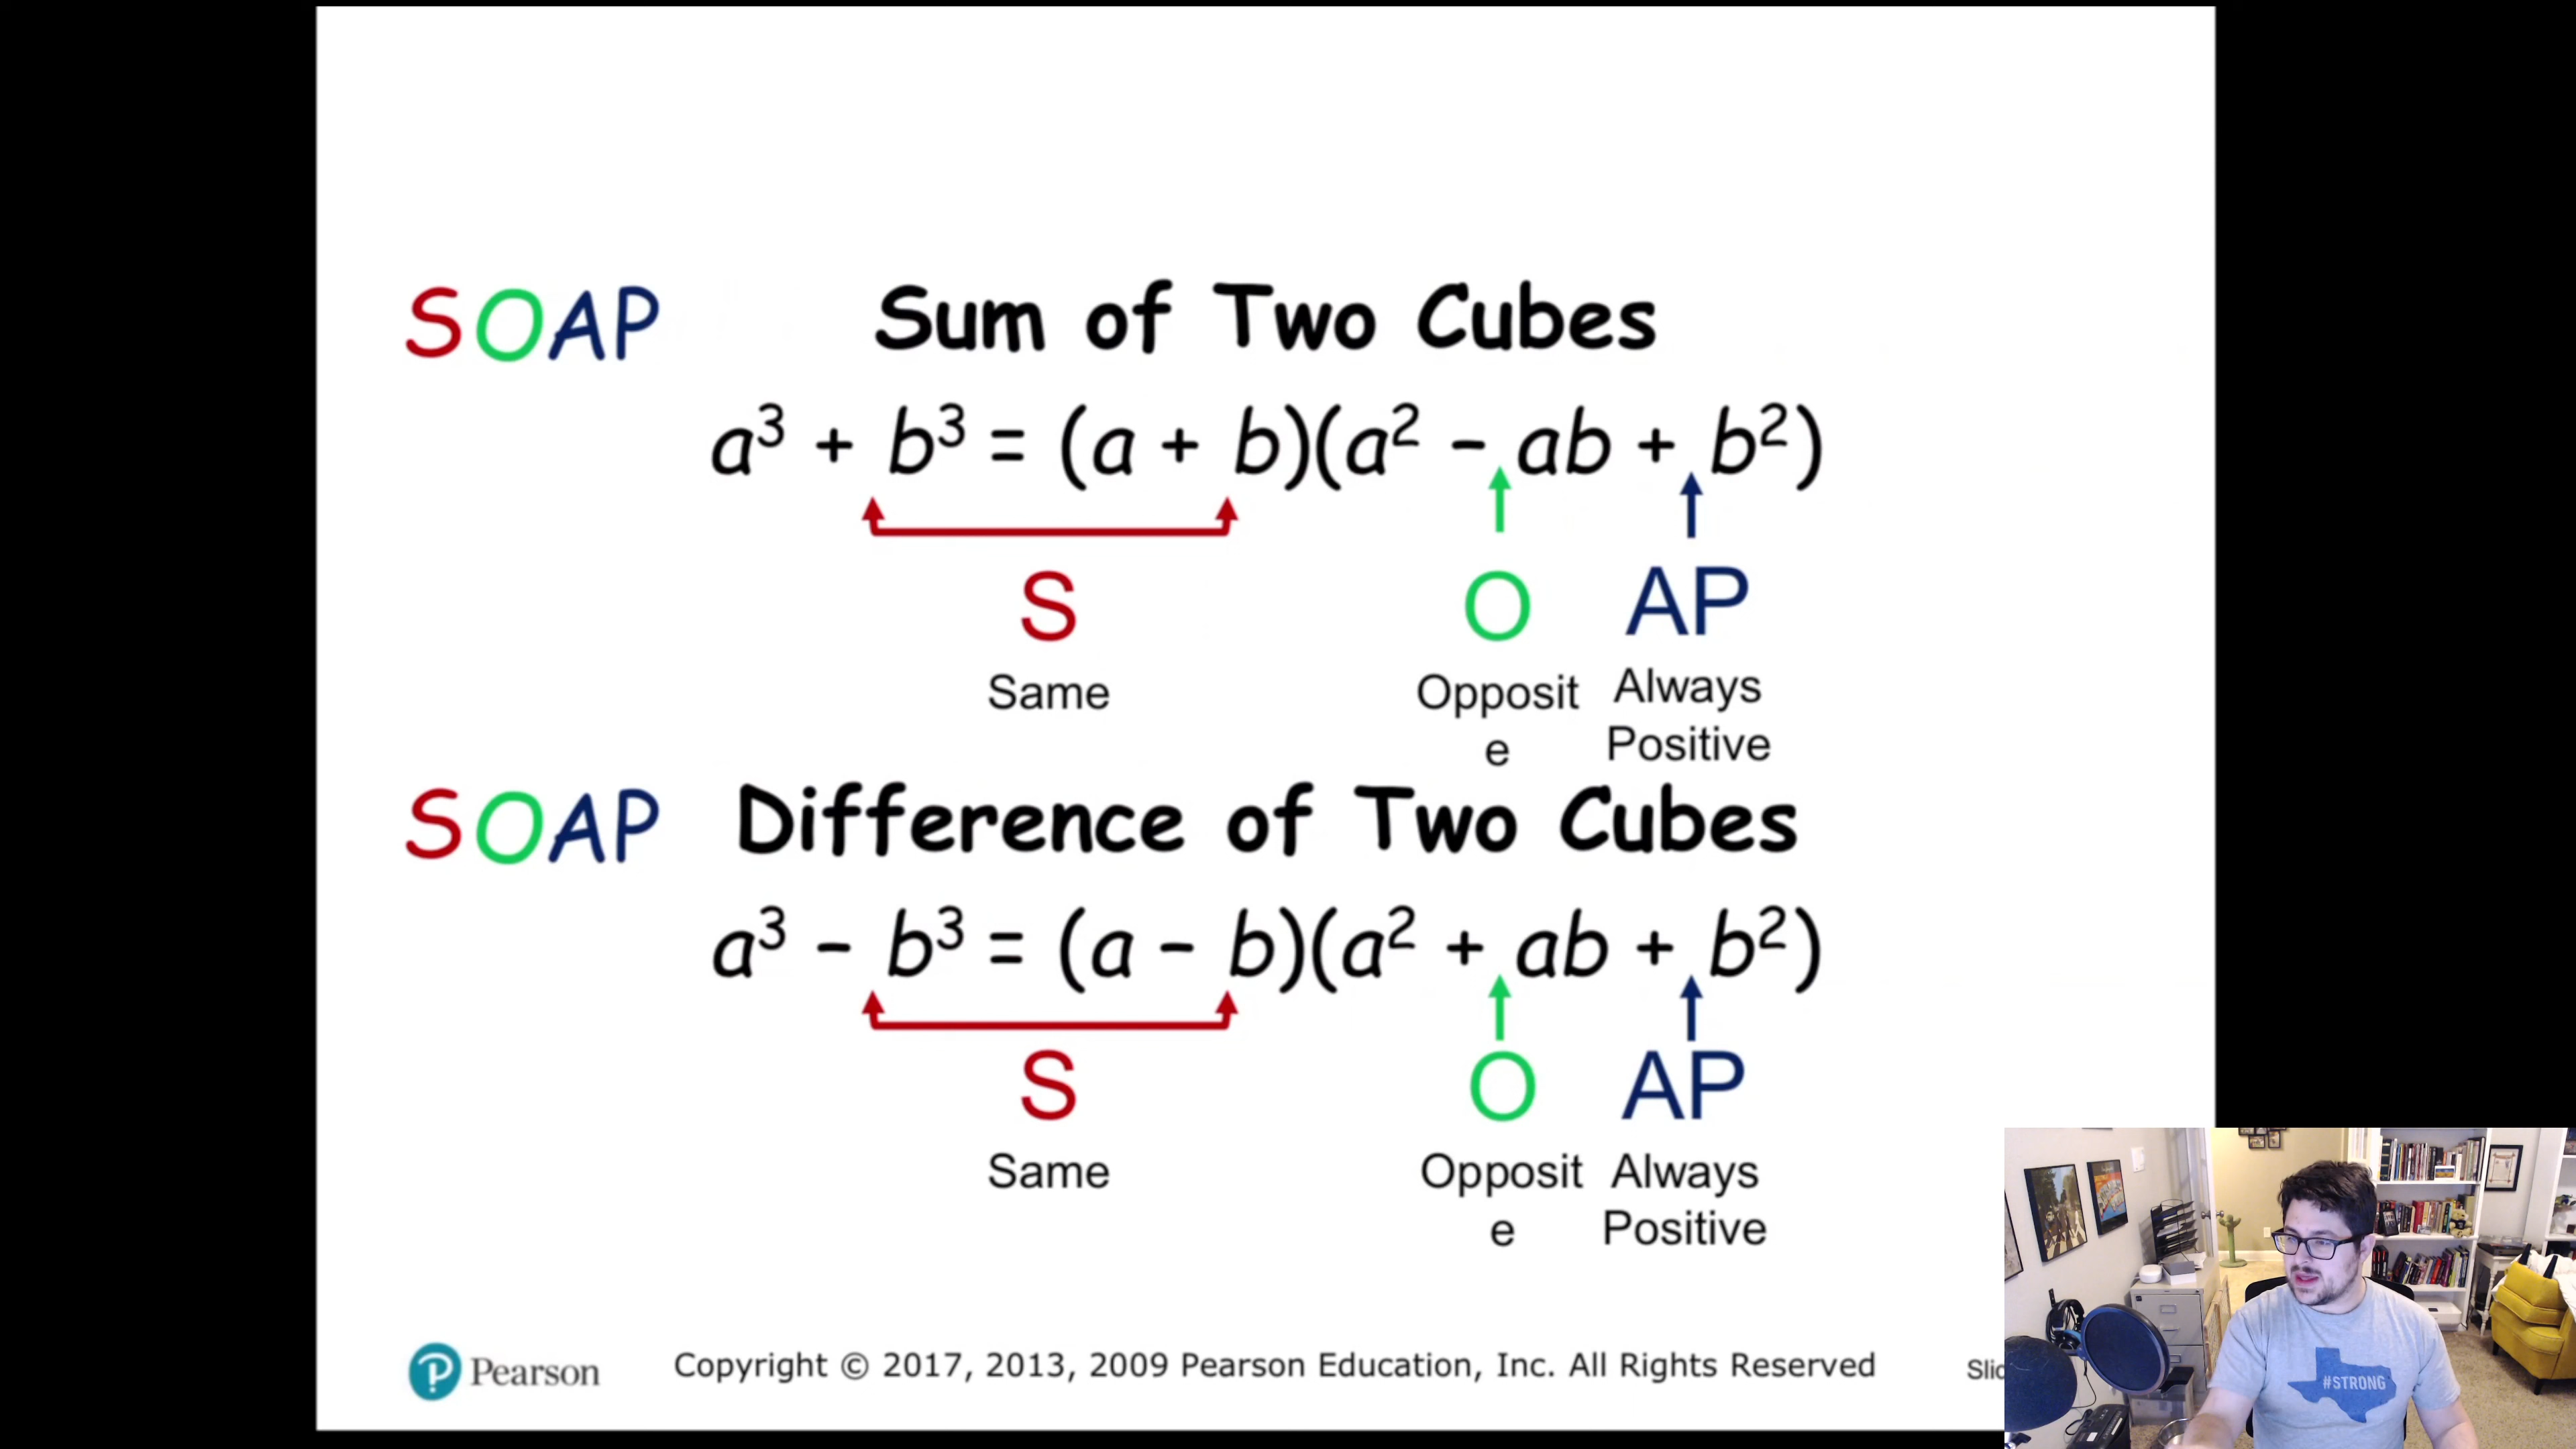 SOAP Sum of Two Cubes
a³ + b³ = (a + b)(a² - ab + b²)
S O AP
Same Opposit Always
e Positive
SOAP Difference of Two Cubes
a³ - b³ = (a - b)(a² + ab + b²)
S O AP
Same Opposit Always
e Positive
Pearson Copyright © 2017, 2013, 2009 Pearson Education, Inc. All Rights Reserved
#STRONG